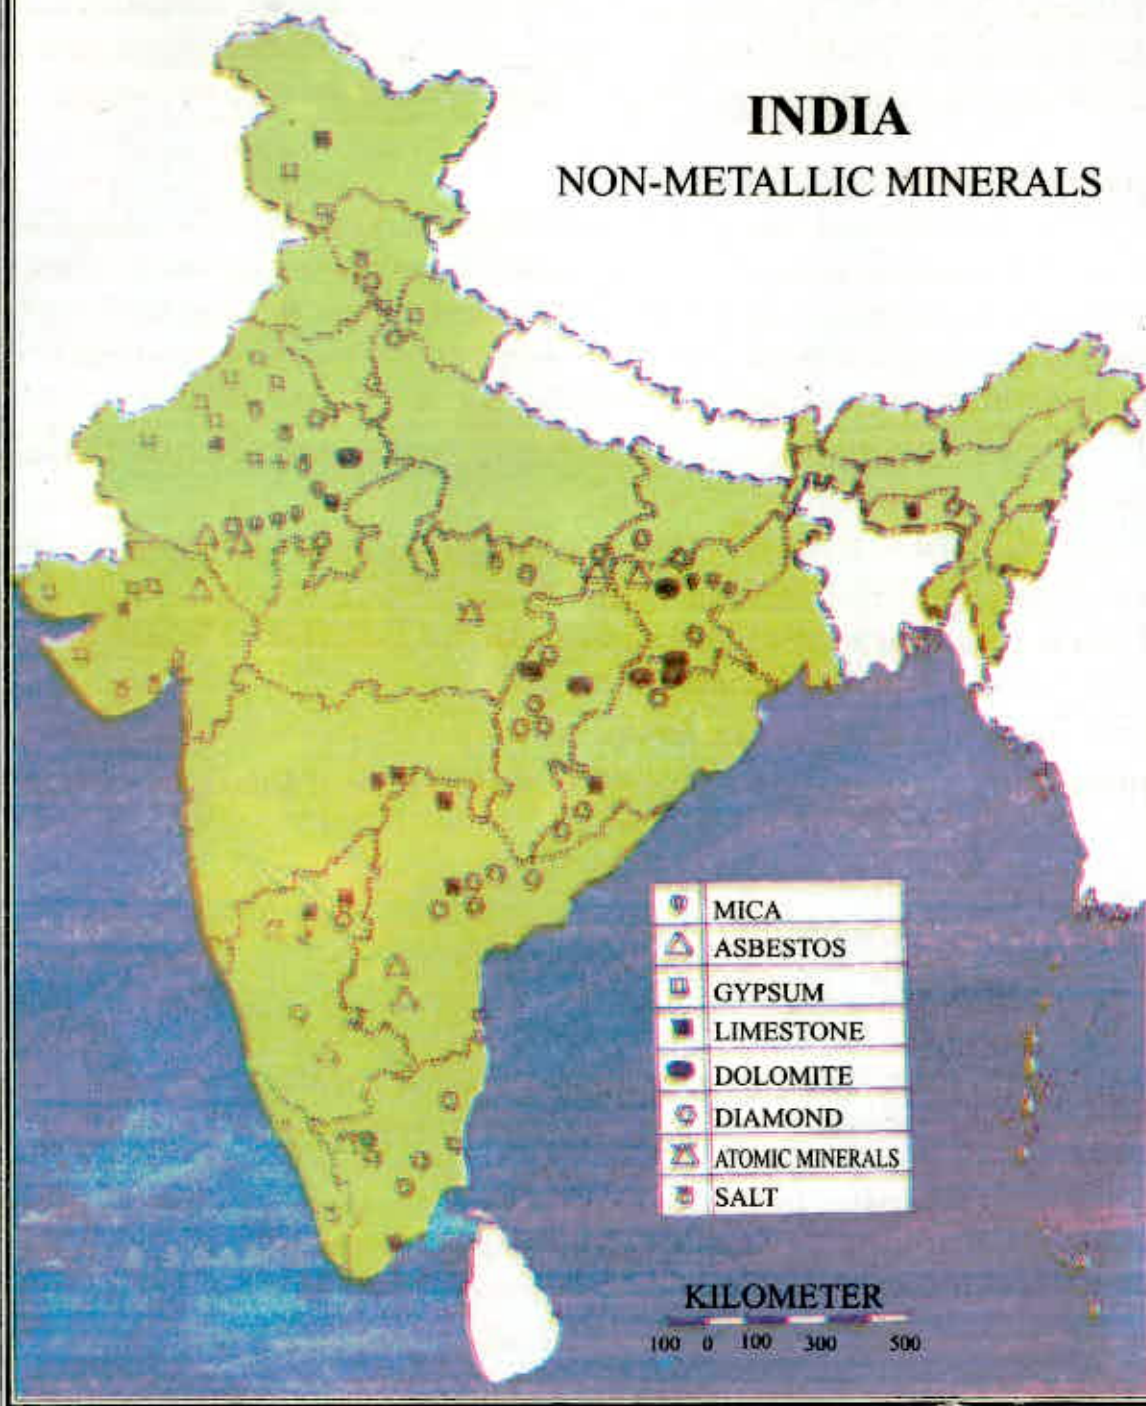 INDIA
NON-METALLIC MINERALS
MICA
ASBESTOS
GYPSUM
LIMESTONE
DOLOMITE
DIAMOND
ATOMIC MINERALS
SALT
KILOMETER
100 0 100 300 500